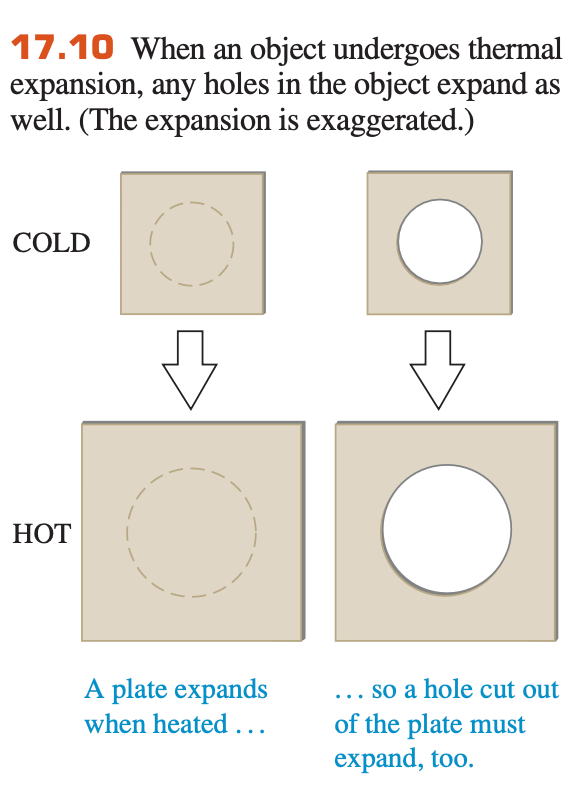 17.10 When an object undergoes thermal
expansion, any holes in the object expand as
well. (The expansion is exaggerated.)
COLD
HOT
A plate expands
when heated ...
... so a hole cut out
of the plate must
expand, too.